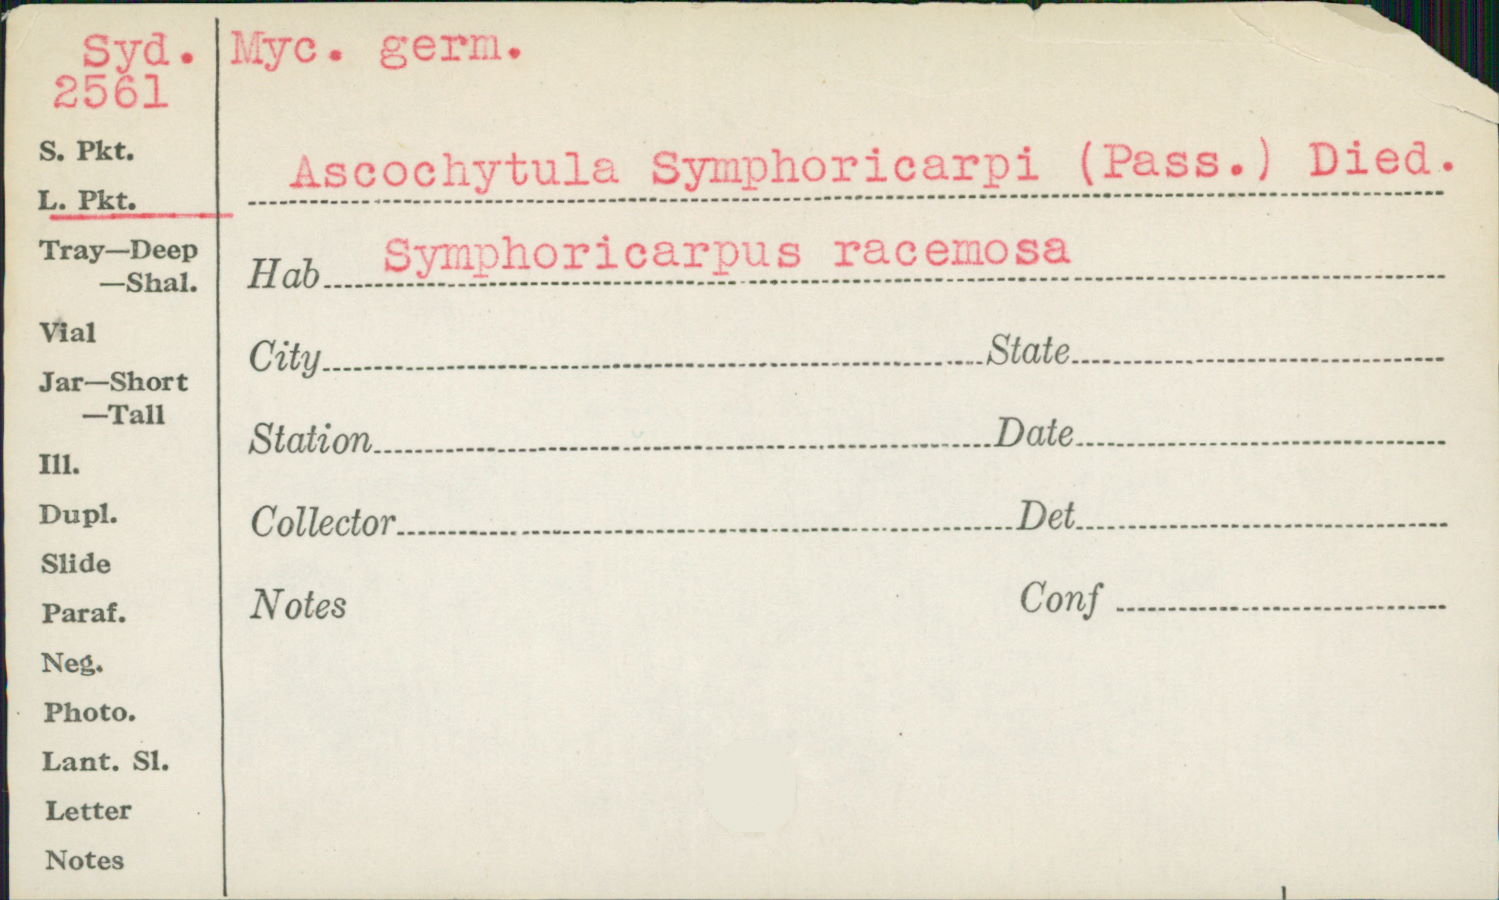 Syd. Myc. germ.
2561
S. Pkt.
L. Pkt.
Tray—Deep
—Shal.
Vial
Jar—Short
—Tall
Ill.
Dupl.
Slide
Paraf.
Neg.
Photo.
Lant. Sl.
Letter
Notes
Ascochytula Symphoricarpi (Pass.) Died.
Hab Symphoricarpus racemosa
City State
Station Date
Collector Det
Notes Conf